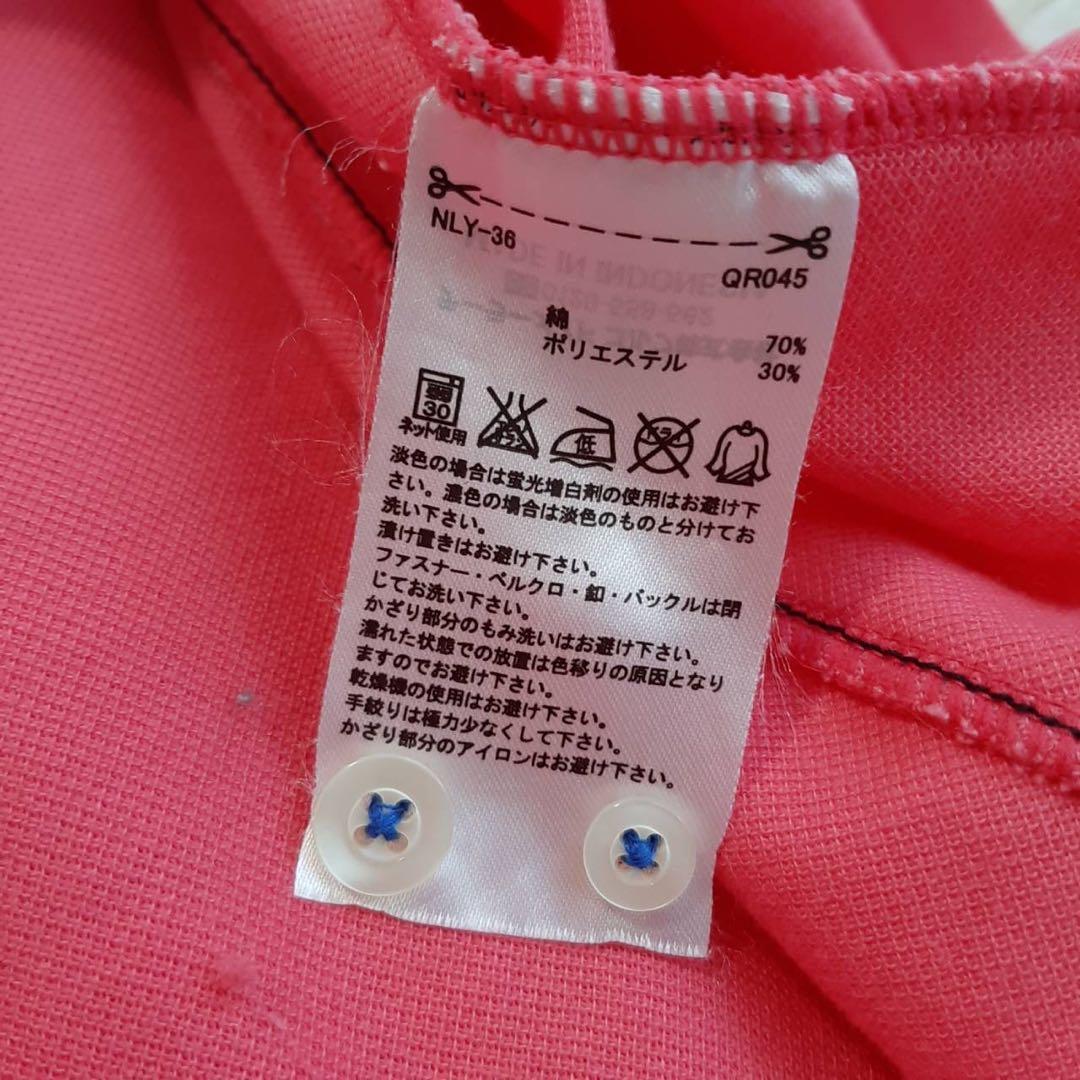 NLY-36
QR045
綿 70%
ポリエステル 30%
弱
30
ネット使用
低
淡色の場合は蛍光増白剤の使用はお避け下
さい。濃色の場合は淡色のものと分けてお
洗い下さい。
漬け置きはお避け下さい。
ファスナー・ベルクロ・釦・バックルは閉
じてお洗い下さい。
かざり部分のもみ洗いはお避け下さい。
濡れた状態での放置は色移りの原因となり
ますのでお避け下さい。
乾燥機の使用はお避け下さい。
手絞りは極力少なくして下さい。
かざり部分のアイロンはお避け下さい。